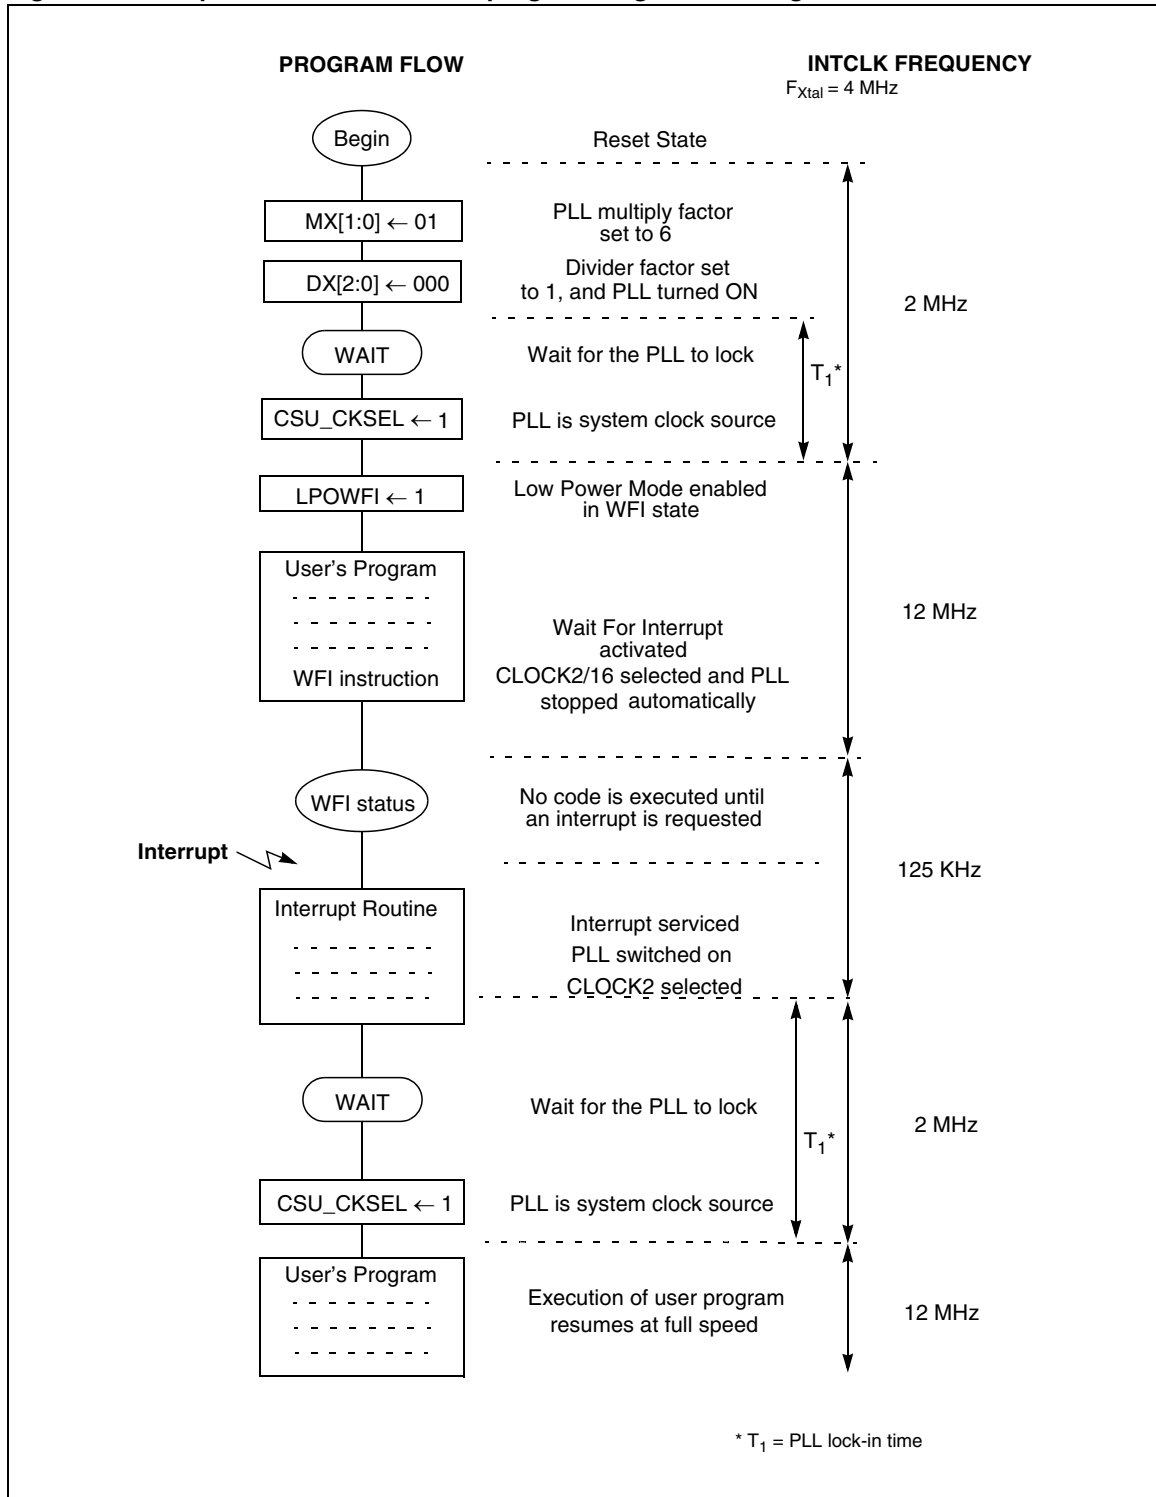 PROGRAM FLOW
INTCLK FREQUENCY
FXtal = 4 MHz
Begin
Reset State
MX[1:0] ← 01
PLL multiply factor
set to 6
DX[2:0] ← 000
Divider factor set
to 1, and PLL turned ON
2 MHz
WAIT
Wait for the PLL to lock
T1*
CSU_CKSEL ← 1
PLL is system clock source
LPOWFI ← 1
Low Power Mode enabled
in WFI state
User's Program
WFI instruction
Wait For Interrupt
activated
CLOCK2/16 selected and PLL
stopped automatically
12 MHz
WFI status
No code is executed until
an interrupt is requested
Interrupt
125 KHz
Interrupt Routine
Interrupt serviced
PLL switched on
CLOCK2 selected
WAIT
Wait for the PLL to lock
T1*
2 MHz
CSU_CKSEL ← 1
PLL is system clock source
User's Program
Execution of user program
resumes at full speed
12 MHz
* T1 = PLL lock-in time